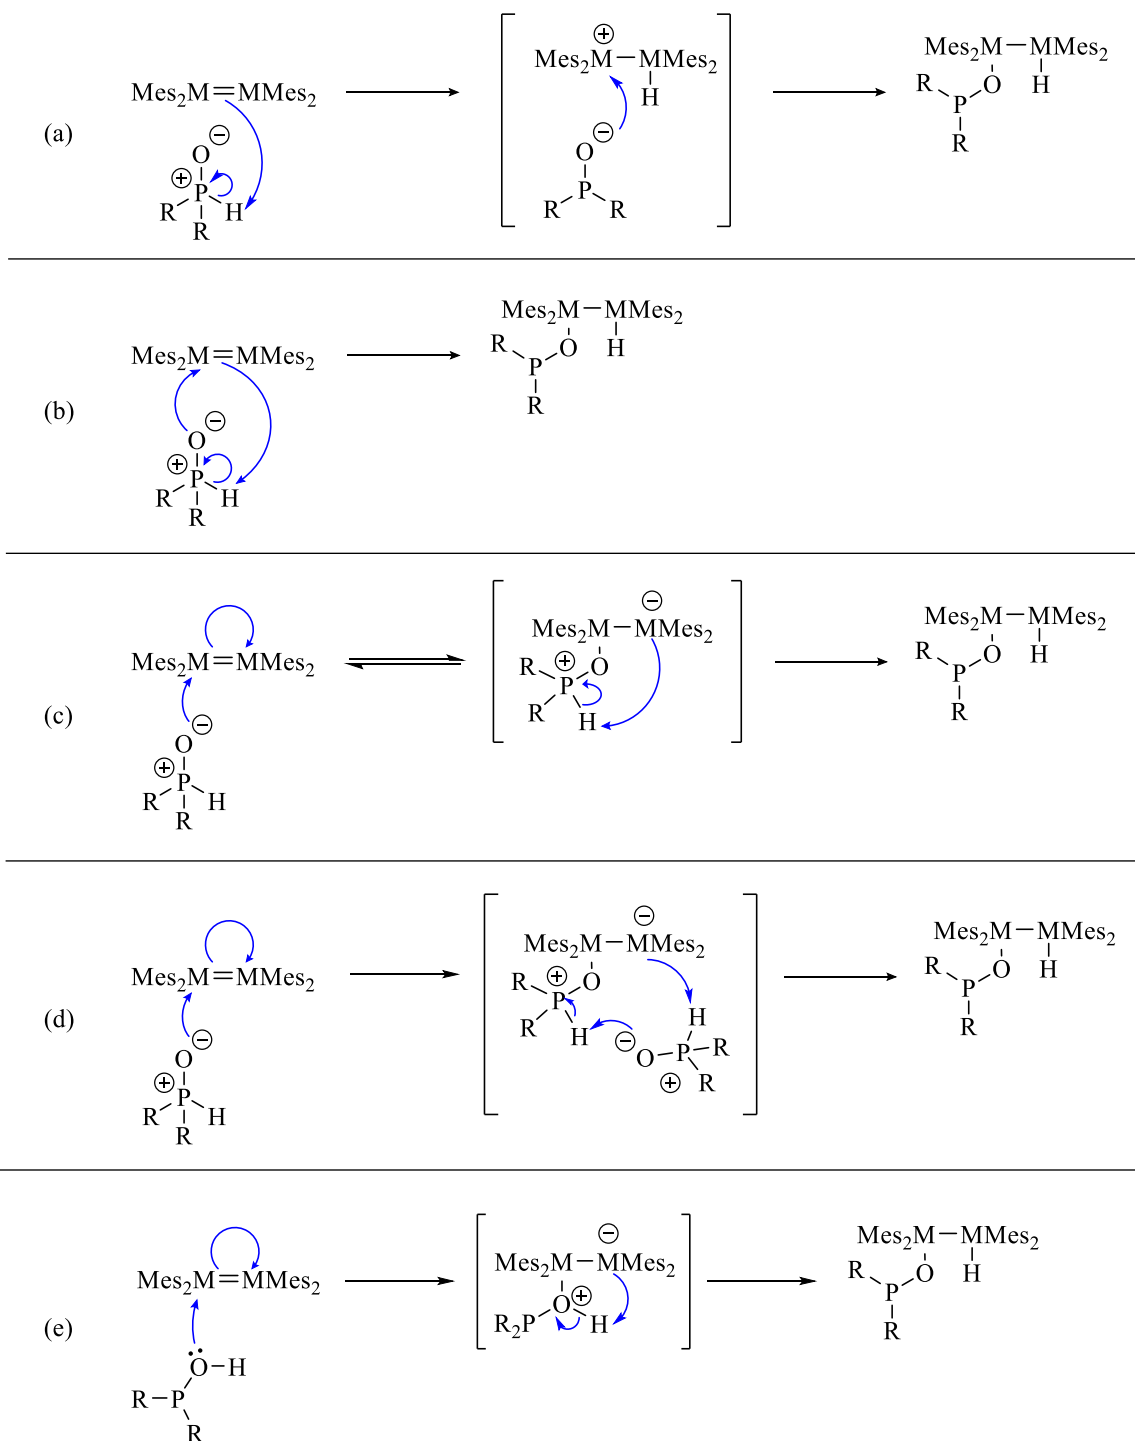 (a)
Mes₂M=MMes₂
O ⊖
⊕ P
R H
R
⊕
Mes₂M—MMes₂
H
O ⊖
P
R R
Mes₂M—MMes₂
R O H
P
R
(b)
Mes₂M=MMes₂
O ⊖
⊕ P
R H
R
Mes₂M—MMes₂
R O H
P
R
(c)
Mes₂M=MMes₂
⊖
O
⊕ P
R H
R
⊖
Mes₂M—MMes₂
R ⊕ O
P
R H
Mes₂M—MMes₂
R O H
P
R
(d)
Mes₂M=MMes₂
O ⊖
⊕ P
R H
R
⊖
Mes₂M—MMes₂
R ⊕ O
P H
R H
⊖ O P R
⊕ R
Mes₂M—MMes₂
R O H
P
R
(e)
Mes₂M=MMes₂
O–H
R–P
R
⊖
Mes₂M—MMes₂
O ⊕
R₂P H
Mes₂M—MMes₂
R O H
P
R